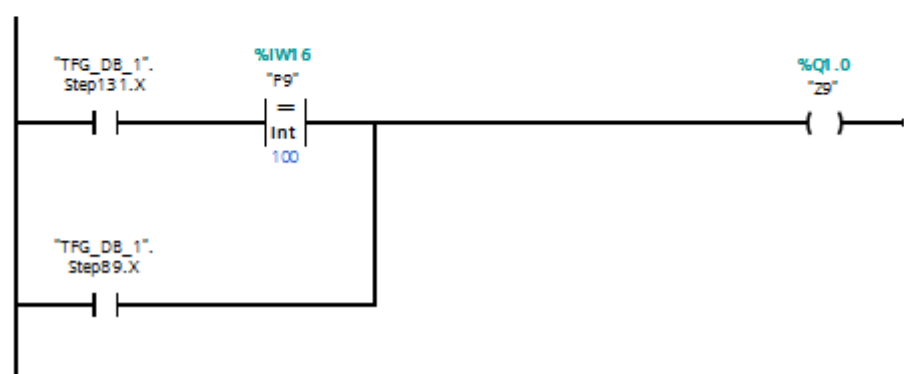 "TFG_DB_1".
Step131.X
%IW16
"P9"
=
Int
100
%Q1.0
"Z9"
"TFG_DB_1".
Step89.X